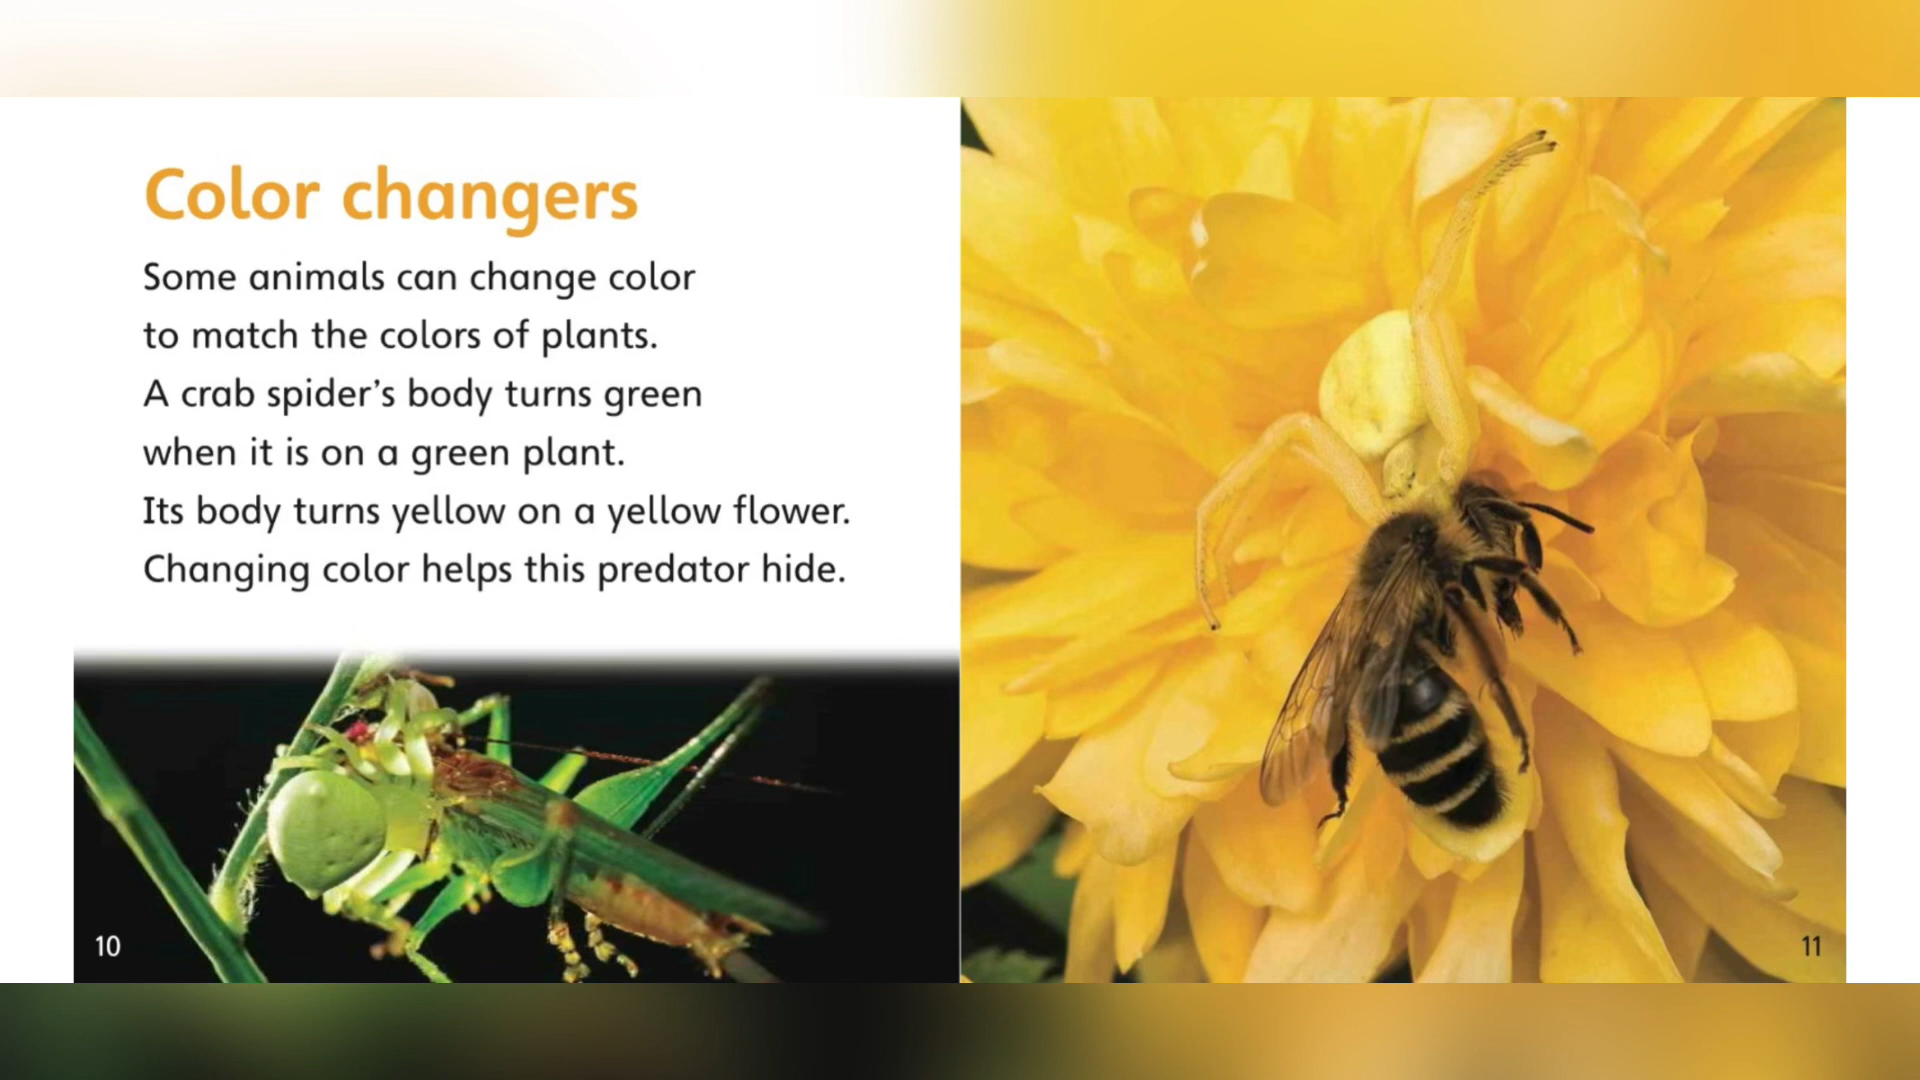 Color changers
Some animals can change color
to match the colors of plants.
A crab spider’s body turns green
when it is on a green plant.
Its body turns yellow on a yellow flower.
Changing color helps this predator hide.
10
11